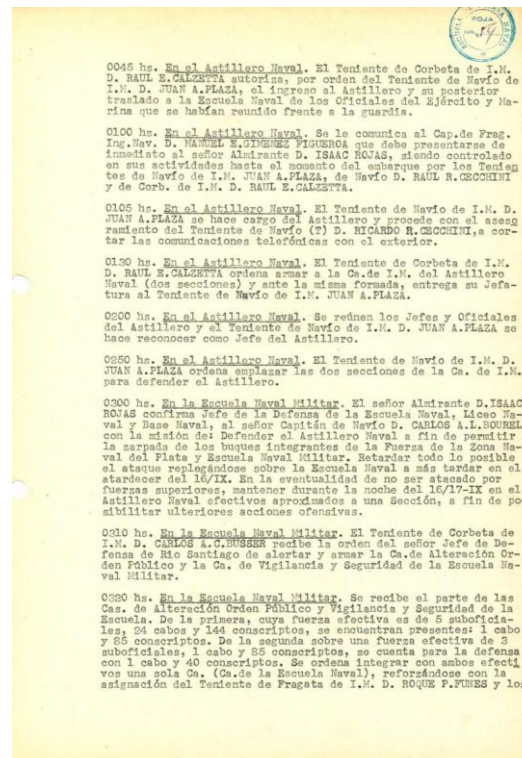 ESCUELA
NAVAL
FOJA
54
0045 hs. En el Astillero Naval. El Teniente de Corbeta de I.M.
D. RAUL E.CALZETTA autoriza, por orden del Teniente de Navío de
I.M. D. JUAN A.PLAZA, el ingreso al Astillero y su posterior
traslado a la Escuela Naval de los Oficiales del Ejército y Ma-
rina que se habían reunido frente a la guardia.
0100 hs. En el Astillero Naval. Se le comunica al Cap.de Frag.
Ing.Nav. D. MANUEL E.GIMENEZ FIGUEROA que debe presentarse de
inmediato al señor Almirante D. ISAAC ROJAS, siendo controlado
en sus actividades hasta el momento del embarque por los Tenien
tes de Navío de I.M. JUAN A.PLAZA, de Navío D. RAUL R.CECCHINI
y de Corb. de I.M. D. RAUL E.CALZETTA.
0105 hs. En el Astillero Naval. El Teniente de Navío de I.M. D.
JUAN A.PLAZA se hace cargo del Astillero y procede con el aseso
ramiento del Teniente de Navío (T) D. RICARDO R.CECCHINI,a cor-
tar las comunicaciones telefónicas con el exterior.
0130 hs. En el Astillero Naval. El Teniente de Corbeta de I.M.
D. RAUL E.CALZETTA ordena armar a la Ca.de I.M. del Astillero
Naval (dos secciones) y ante la misma formada, entrega su Jefa-
tura al Teniente de Navío de I.M. JUAN A.PLAZA.
0200 hs. En el Astillero Naval. Se reúnen los Jefes y Oficiales
del Astillero y el Teniente de Navío de I.M. D. JUAN A.PLAZA se
hace reconocer como Jefe del Astillero.
0250 hs. En el Astillero Naval. El Teniente de Navío de I.M. D.
JUAN A.PLAZA ordena emplazar las dos secciones de la Ca. de I.M.
para defender el Astillero.
0300 hs. En la Escuela Naval Militar. El señor Almirante D.ISAAC
ROJAS confirma Jefe de la Defensa de la Escuela Naval, Liceo Na-
val y Base Naval, al señor Capitán de Navío D. CARLOS A.L.BOUREL
con la misión de: Defender el Astillero Naval a fin de permitir
la zarpada de los buques integrantes de la Fuerza de la Zona Na-
val del Plata y Escuela Naval Militar. Retardar todo lo posible
el ataque replegándose sobre la Escuela Naval a más tardar en el
atardecer del 16/IX. En la eventualidad de no ser atacado por
fuerzas superiores, mantener durante la noche del 16/17-IX en el
Astillero Naval efectivos aproximados a una Sección, a fin de po
sibilitar ulteriores acciones ofensivas.
0310 hs. En la Escuela Naval Militar. El Teniente de Corbeta de
I.M. D. CARLOS A.C.BUSSER recibe la orden del señor Jefe de De-
fensa de Rio Santiago de alertar y armar la Ca.de Alteración Or-
den Público y la Ca. de Vigilancia y Seguridad de la Escuela Na-
val Militar.
0320 hs. En la Escuela Naval Militar. Se recibe el parte de las
Cas. de Alteración Orden Público y Vigilancia y Seguridad de la
Escuela. De la primera, cuya fuerza efectiva es de 5 suboficia-
les, 24 cabos y 144 conscriptos, se encuentran presentes: 1 cabo
y 85 conscriptos. De la segunda sobre una fuerza efectiva de 3
suboficiales, 1 cabo y 85 conscriptos, se cuenta para la defensa
con 1 cabo y 40 conscriptos. Se ordena integrar con ambos efecti
vos una sola Ca. (Ca.de la Escuela Naval), reforzándose con la
asignación del Teniente de Fragata de I.M. D. ROQUE P.FUNES y lo